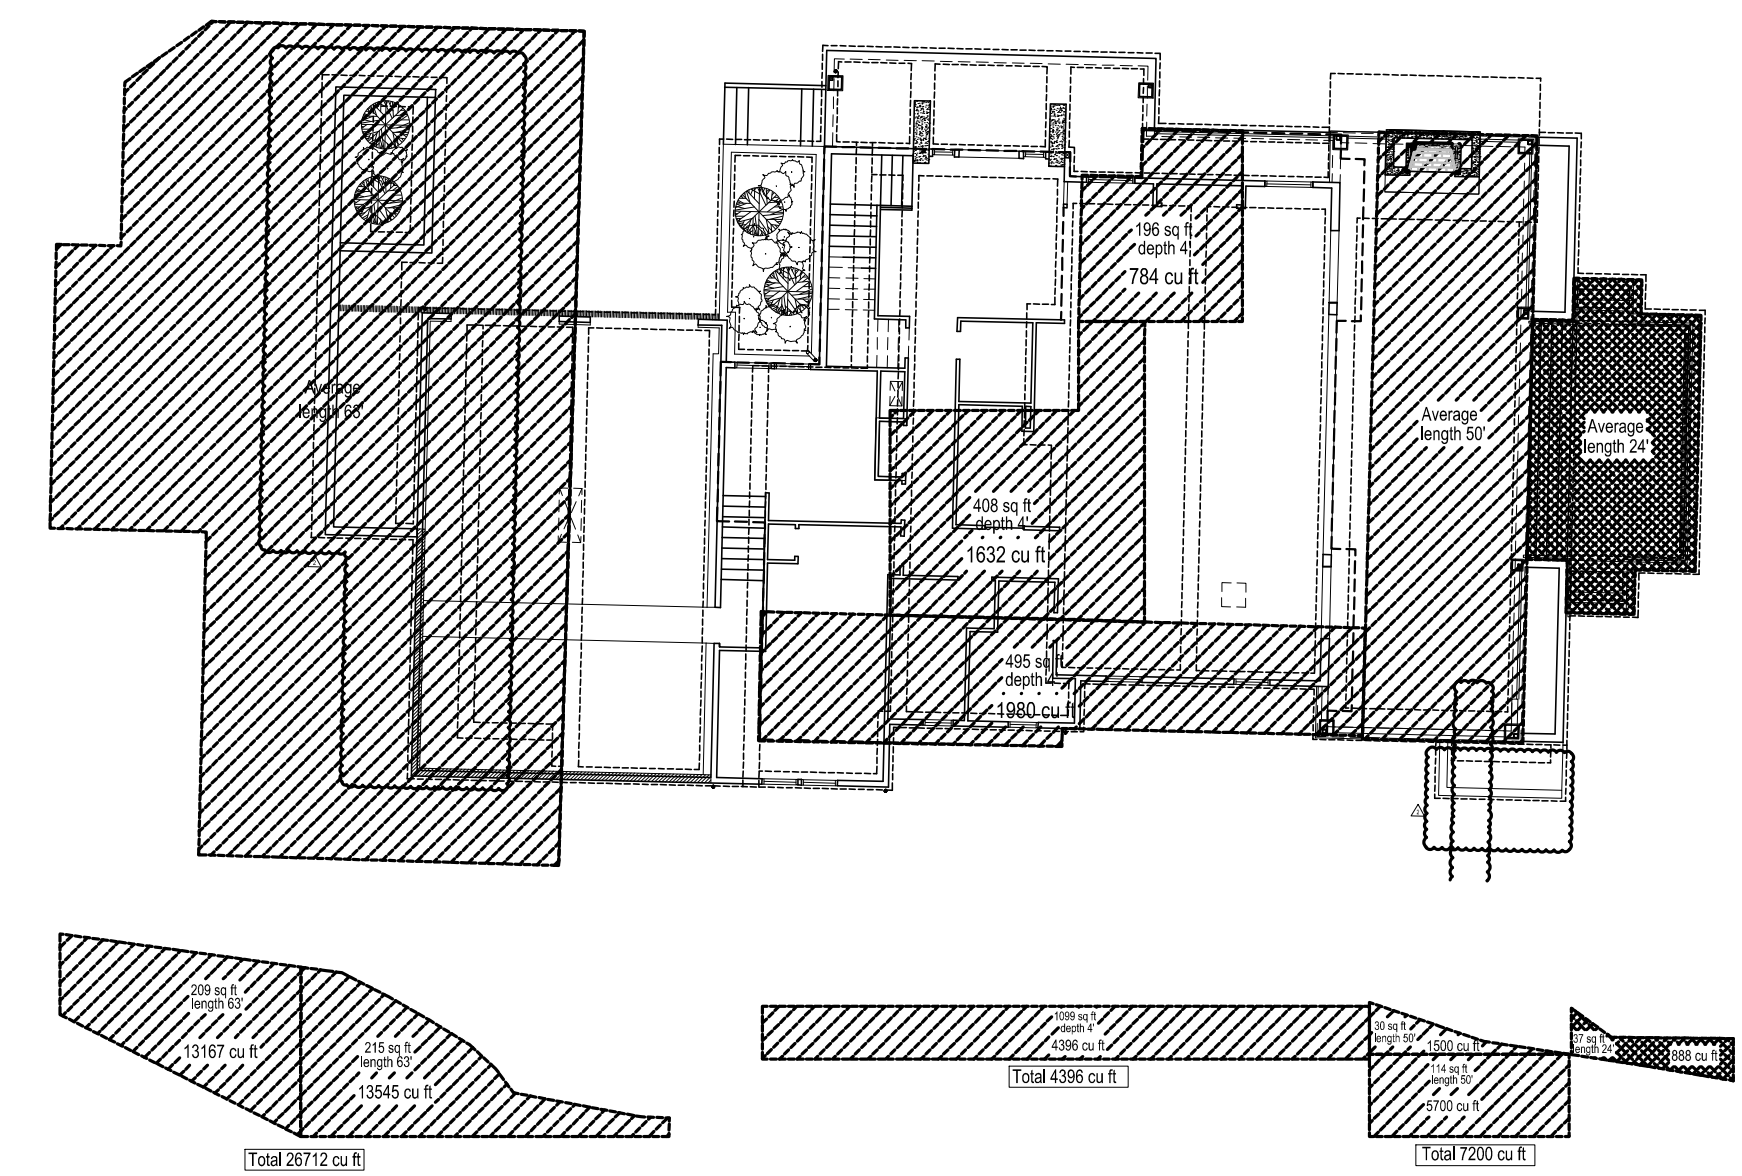 196 sq ft
depth 4'
784 cu ft
Average
length 63'
Average
length 50'
Average
length 24'
408 sq ft
depth 4'
1632 cu ft
495 sq ft
depth 4'
1980 cu ft
209 sq ft
length 63'
13167 cu ft
215 sq ft
length 63'
13545 cu ft
Total 26712 cu ft
1099 sq ft
depth 4'
4396 cu ft
Total 4396 cu ft
30 sq ft
length 50'
1500 cu ft
114 sq ft
length 50'
5700 cu ft
Total 7200 cu ft
37 sq ft
length 24'
888 cu ft